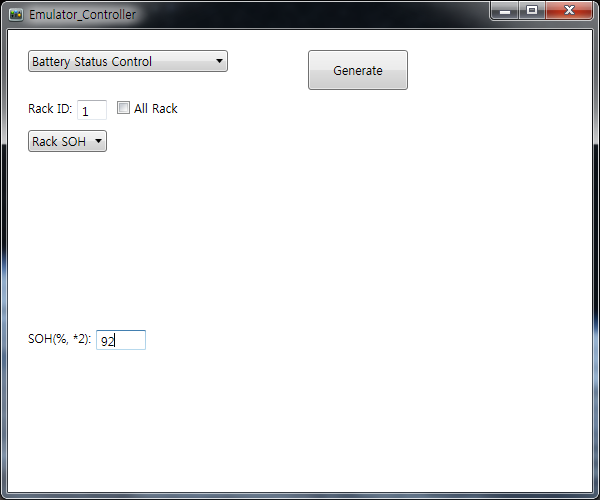 Emulator_Controller
Battery Status Control
Generate
Rack ID: 1 All Rack
Rack SOH
SOH(%, *2): 92